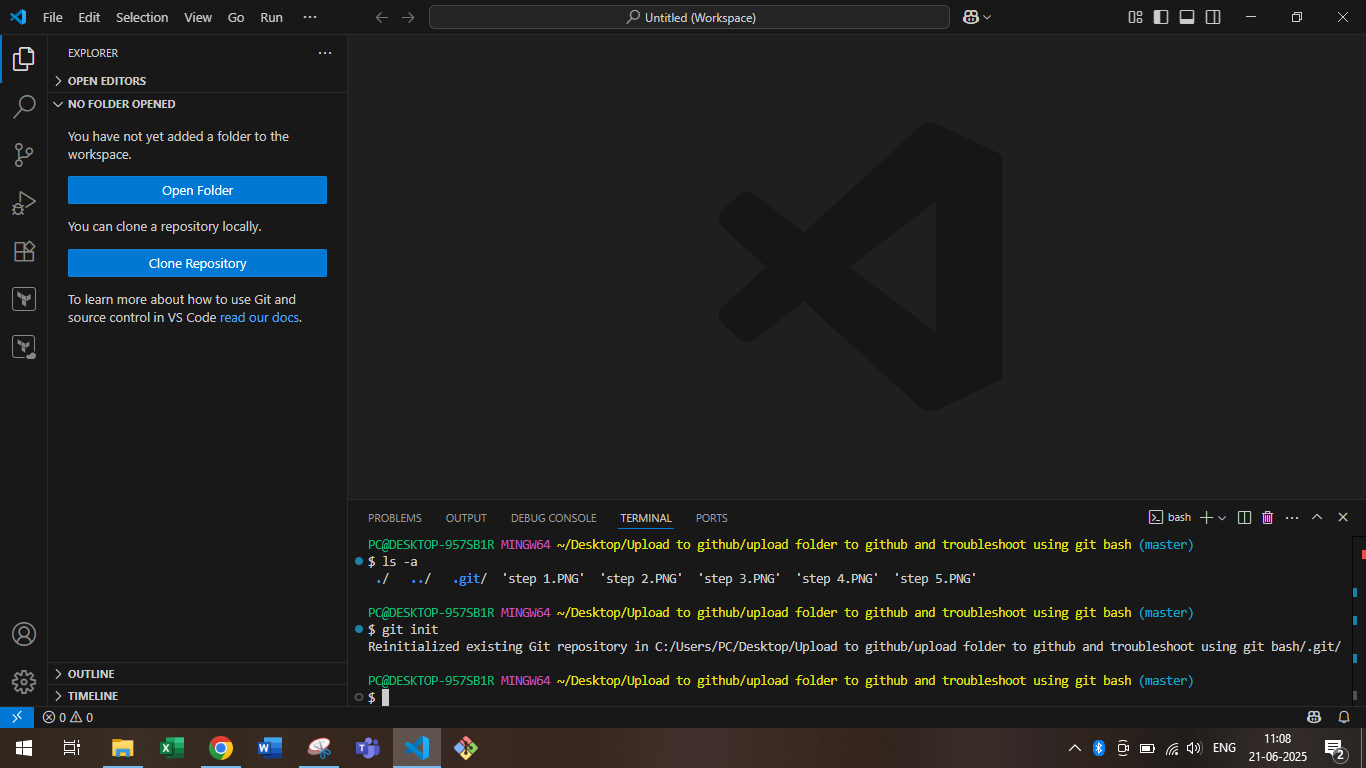 File Edit Selection View Go Run ···
Untitled (Workspace)
EXPLORER
OPEN EDITORS
NO FOLDER OPENED
You have not yet added a folder to the
workspace.
Open Folder
You can clone a repository locally.
Clone Repository
To learn more about how to use Git and
source control in VS Code read our docs.
OUTLINE
TIMELINE
PROBLEMS OUTPUT DEBUG CONSOLE TERMINAL PORTS
bash
PC@DESKTOP-957SB1R MINGW64 ~/Desktop/Upload to github/upload folder to github and troubleshoot using git bash (master)
$ ls -a
./ ../ .git/ 'step 1.PNG' 'step 2.PNG' 'step 3.PNG' 'step 4.PNG' 'step 5.PNG'
PC@DESKTOP-957SB1R MINGW64 ~/Desktop/Upload to github/upload folder to github and troubleshoot using git bash (master)
$ git init
Reinitialized existing Git repository in C:/Users/PC/Desktop/Upload to github/upload folder to github and troubleshoot using git bash/.git/
PC@DESKTOP-957SB1R MINGW64 ~/Desktop/Upload to github/upload folder to github and troubleshoot using git bash (master)
$
0 0
ENG
11:08
21-06-2025
2